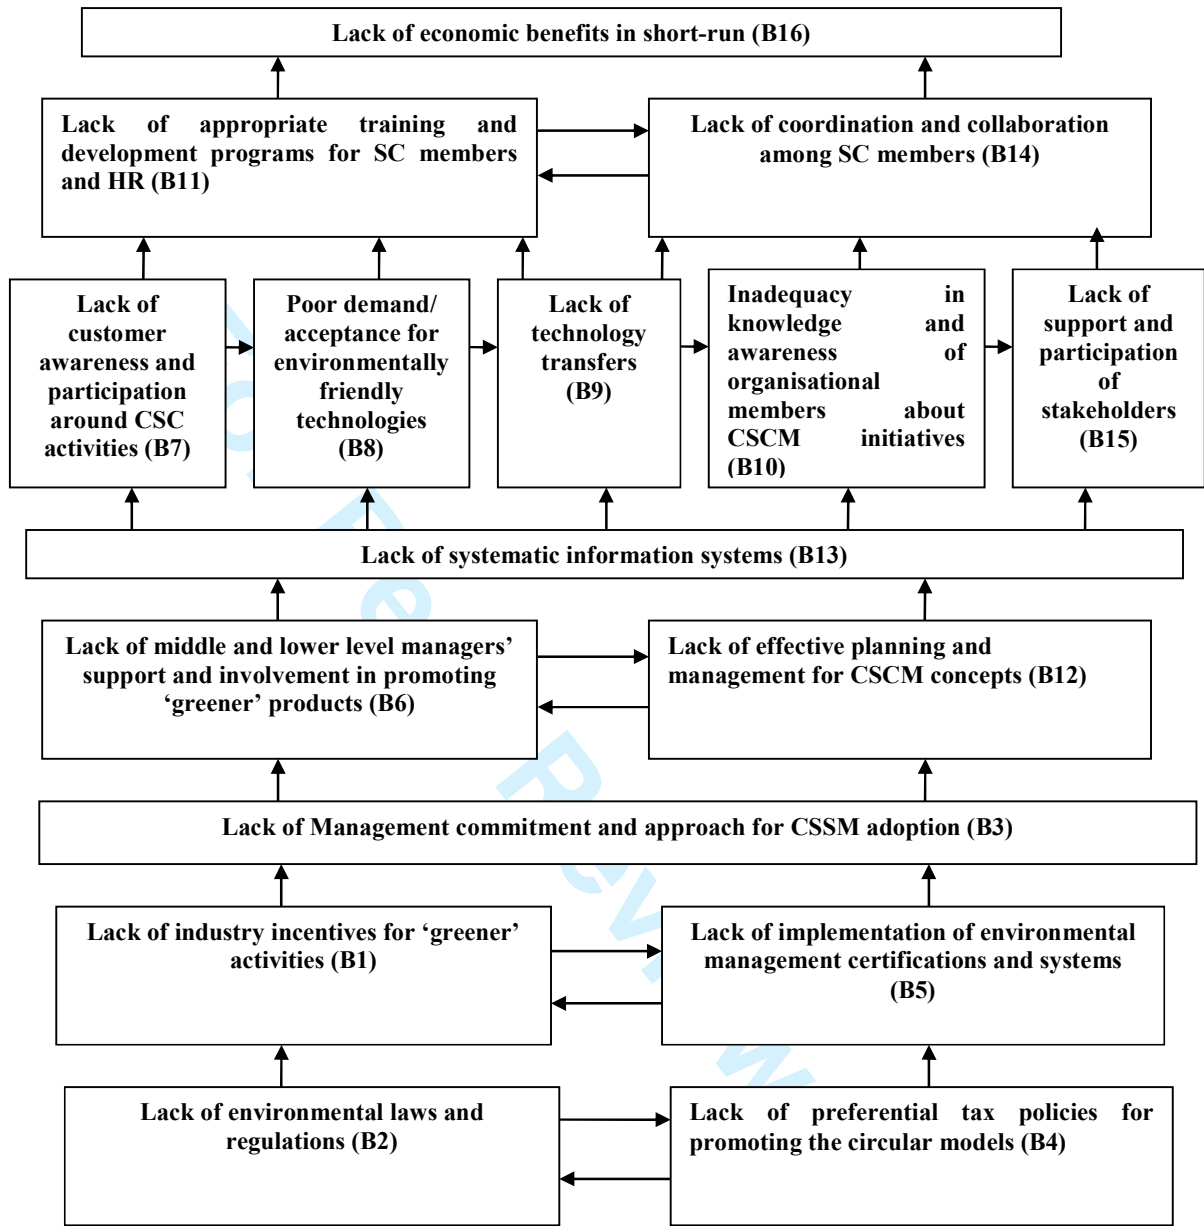 Lack of economic benefits in short-run (B16)
Lack of appropriate training and
development programs for SC members
and HR (B11)
Lack of coordination and collaboration
among SC members (B14)
Lack of
customer
awareness and
participation
around CSC
activities (B7)
Poor demand/
acceptance for
environmentally
friendly
technologies
(B8)
Lack of
technology
transfers
(B9)
Inadequacy in
knowledge and
awareness of
organisational
members about
CSCM initiatives
(B10)
Lack of
support and
participation
of
stakeholders
(B15)
Lack of systematic information systems (B13)
Lack of middle and lower level managers’
support and involvement in promoting
‘greener’ products (B6)
Lack of effective planning and
management for CSCM concepts (B12)
Lack of Management commitment and approach for CSSM adoption (B3)
Lack of industry incentives for ‘greener’
activities (B1)
Lack of implementation of environmental
management certifications and systems
(B5)
Lack of environmental laws and
regulations (B2)
Lack of preferential tax policies for
promoting the circular models (B4)